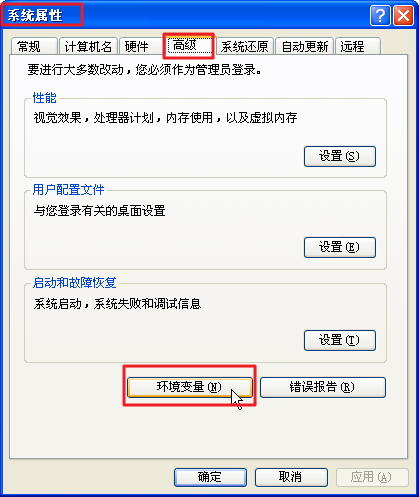 系统属性
常规 计算机名 硬件 高级 系统还原 自动更新 远程
要进行大多数改动，您必须作为管理员登录。
性能
视觉效果，处理器计划，内存使用，以及虚拟内存
设置(S)
用户配置文件
与您登录有关的桌面设置
设置(E)
启动和故障恢复
系统启动，系统失败和调试信息
设置(T)
环境变量(N) 错误报告(R)
确定 取消 应用(A)